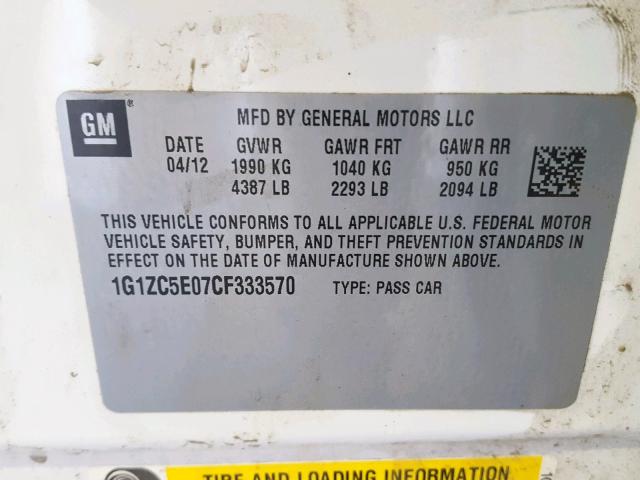 GM ® MFD BY GENERAL MOTORS LLC
DATE GVWR GAWR FRT GAWR RR
04/12 1990 KG 1040 KG 950 KG
4387 LB 2293 LB 2094 LB
THIS VEHICLE CONFORMS TO ALL APPLICABLE U.S. FEDERAL MOTOR
VEHICLE SAFETY, BUMPER, AND THEFT PREVENTION STANDARDS IN
EFFECT ON THE DATE OF MANUFACTURE SHOWN ABOVE.
1G1ZC5E07CF333570 TYPE: PASS CAR
TIRE AND LOADING INFORMATION